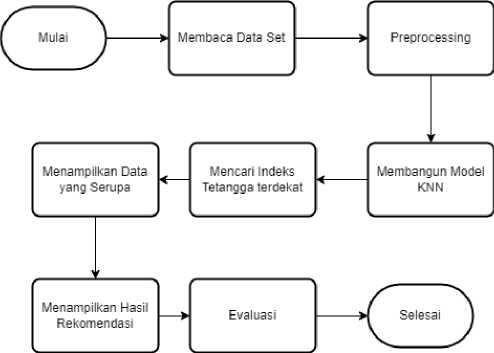 Mulai
Membaca Data Set
Preprocessing
Membangun Model
KNN
Mencari Indeks
Tetangga terdekat
Menampilkan Data
yang Serupa
Menampilkan Hasil
Rekomendasi
Evaluasi
Selesai